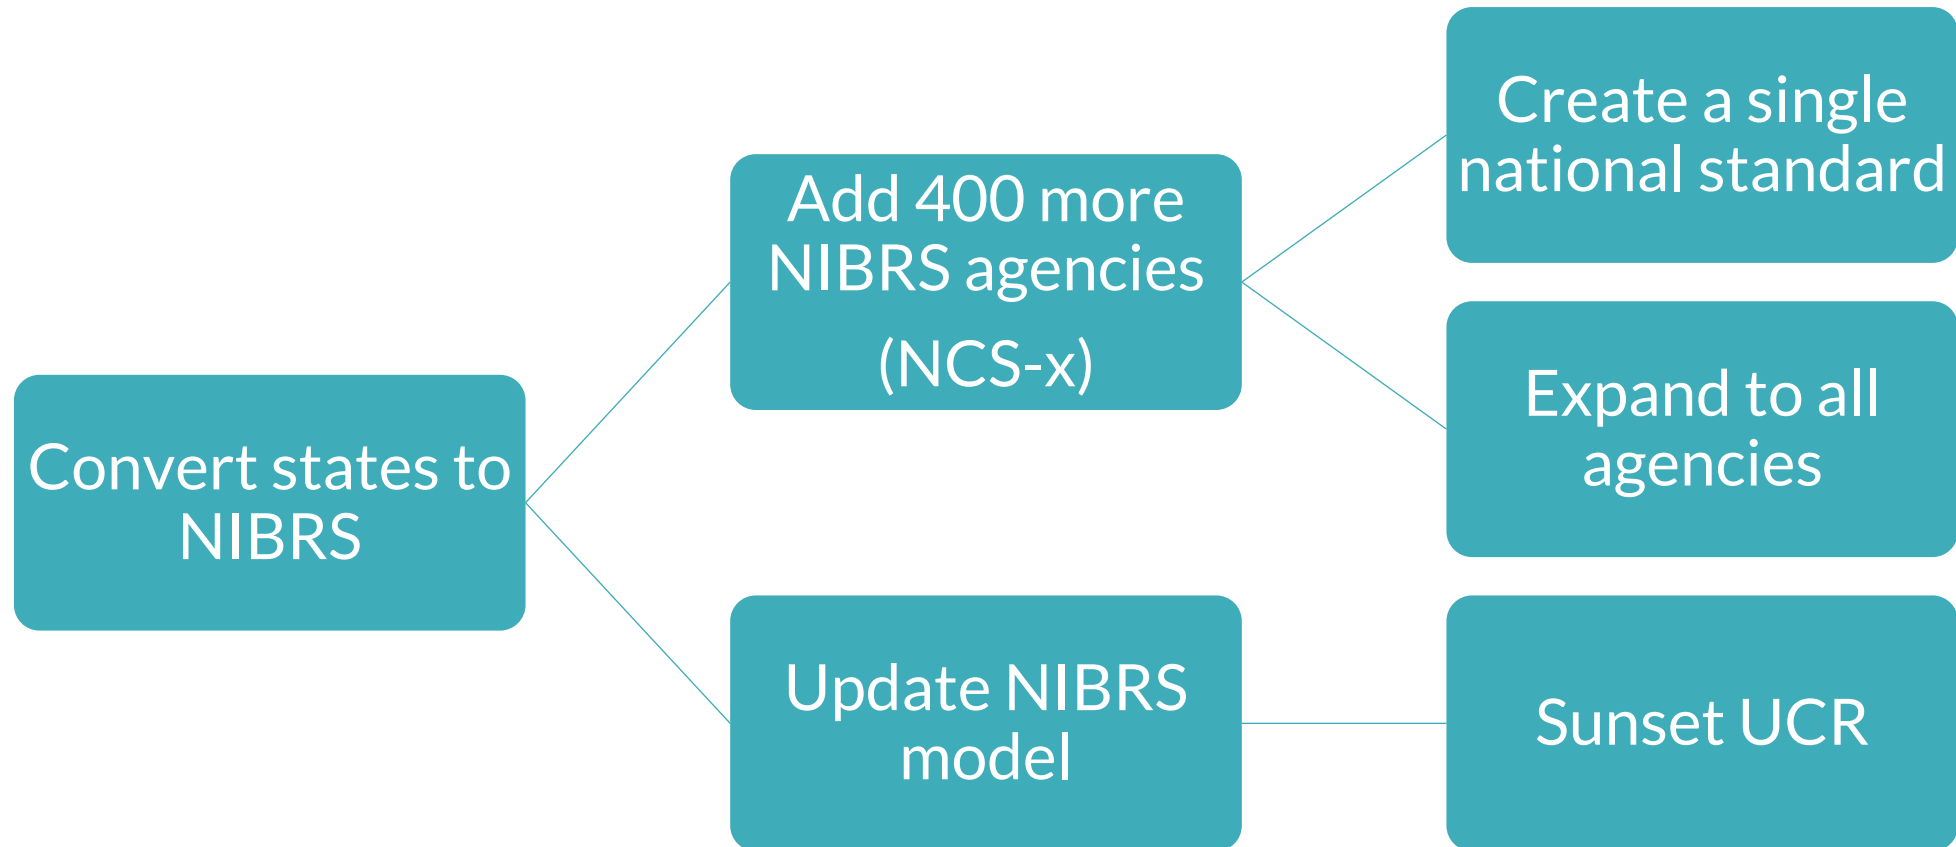 Convert states to
NIBRS
Add 400 more
NIBRS agencies
(NCS-x)
Create a single
national standard
Expand to all
agencies
Update NIBRS
model
Sunset UCR